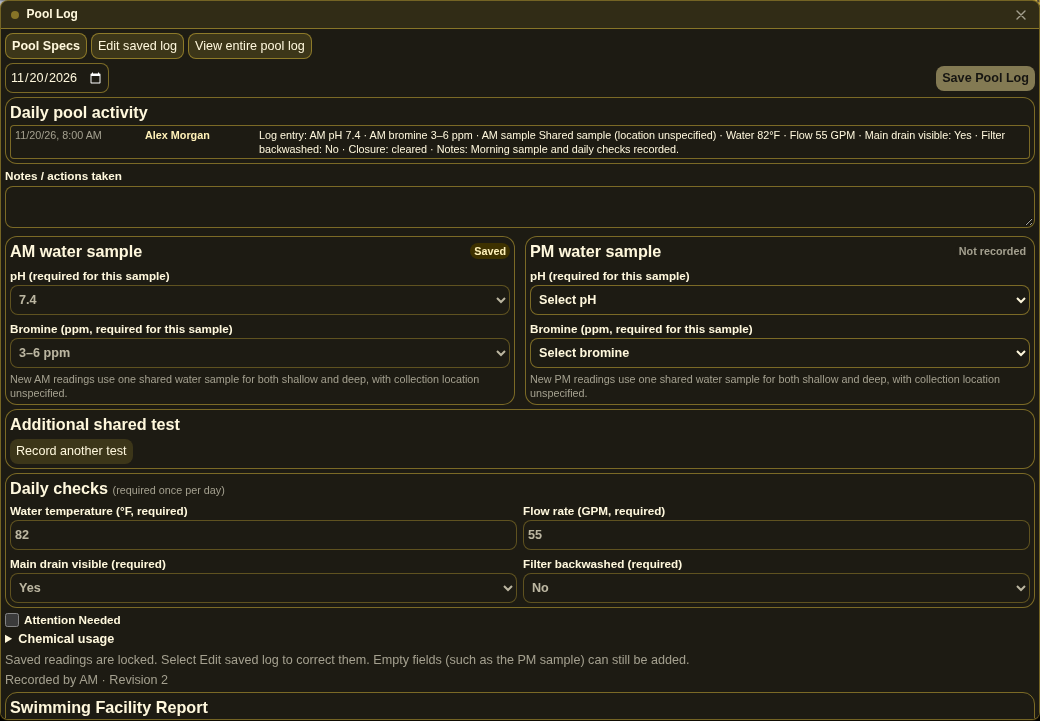 Pool Log
Pool Specs
Edit saved log
View entire pool log
11/20/2026
Save Pool Log
Daily pool activity
11/20/26, 8:00 AM
Alex Morgan
Log entry: AM pH 7.4 · AM bromine 3–6 ppm · AM sample Shared sample (location unspecified) · Water 82°F · Flow 55 GPM · Main drain visible: Yes · Filter
backwashed: No · Closure: cleared · Notes: Morning sample and daily checks recorded.
Notes / actions taken
AM water sample
Saved
pH (required for this sample)
7.4
Bromine (ppm, required for this sample)
3–6 ppm
New AM readings use one shared water sample for both shallow and deep, with collection location
unspecified.
PM water sample
Not recorded
pH (required for this sample)
Select pH
Bromine (ppm, required for this sample)
Select bromine
New PM readings use one shared water sample for both shallow and deep, with collection location
unspecified.
Additional shared test
Record another test
Daily checks (required once per day)
Water temperature (°F, required)
82
Flow rate (GPM, required)
55
Main drain visible (required)
Yes
Filter backwashed (required)
No
Attention Needed
Chemical usage
Saved readings are locked. Select Edit saved log to correct them. Empty fields (such as the PM sample) can still be added.
Recorded by AM · Revision 2
Swimming Facility Report